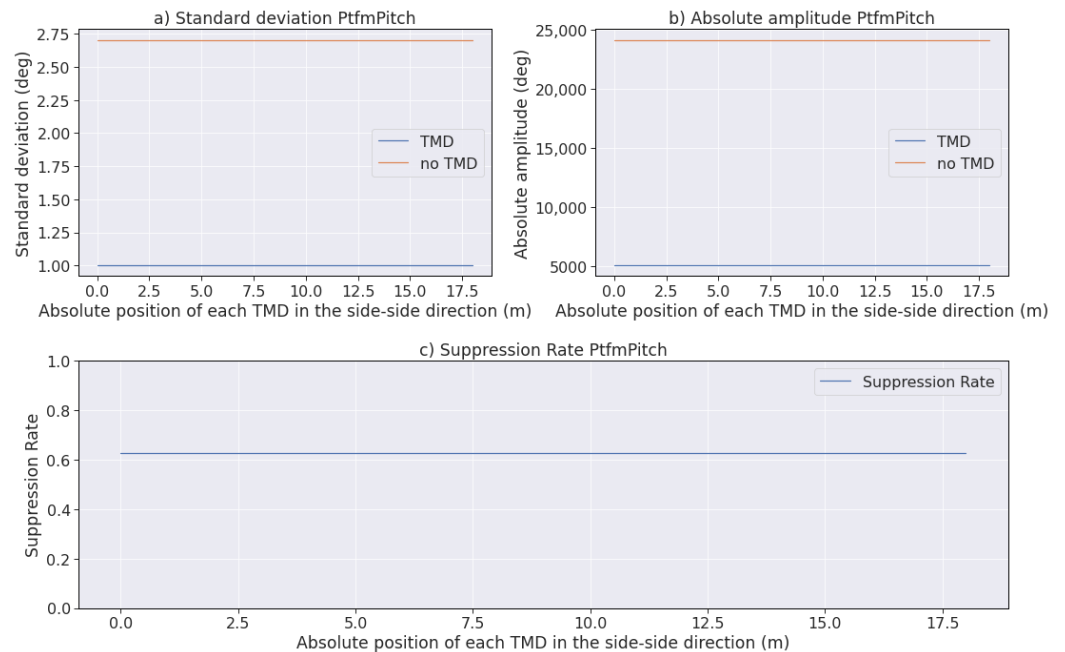 a) Standard deviation PtfmPitch
Standard deviation (deg)
2.75
2.50
2.25
2.00
1.75
1.50
1.25
1.00
TMD
no TMD
0.0 2.5 5.0 7.5 10.0 12.5 15.0 17.5
Absolute position of each TMD in the side-side direction (m)
b) Absolute amplitude PtfmPitch
Absolute amplitude (deg)
25,000
20,000
15,000
10,000
5000
TMD
no TMD
0.0 2.5 5.0 7.5 10.0 12.5 15.0 17.5
Absolute position of each TMD in the side-side direction (m)
c) Suppression Rate PtfmPitch
Suppression Rate
1.0
0.8
0.6
0.4
0.2
0.0
Suppression Rate
0.0 2.5 5.0 7.5 10.0 12.5 15.0 17.5
Absolute position of each TMD in the side-side direction (m)